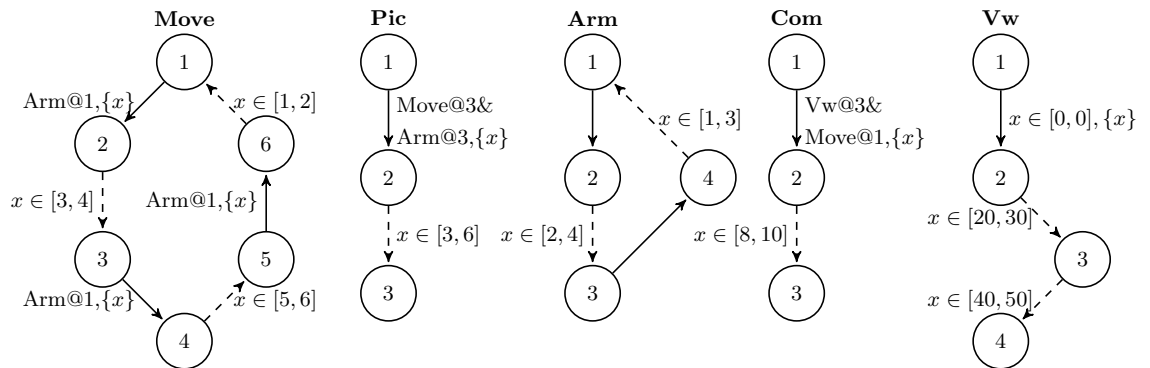 Move
1
Arm@1,{x}
x ∈ [1, 2]
2
6
x ∈ [3, 4]
Arm@1,{x}
3
5
Arm@1,{x}
x ∈ [5, 6]
4
Pic
1
Move@3&
Arm@3,{x}
2
x ∈ [3, 6]
3
Arm
1
x ∈ [1, 3]
2
4
x ∈ [2, 4]
3
Com
1
Vw@3&
Move@1,{x}
2
x ∈ [8, 10]
3
Vw
1
x ∈ [0, 0], {x}
2
x ∈ [20, 30]
3
x ∈ [40, 50]
4